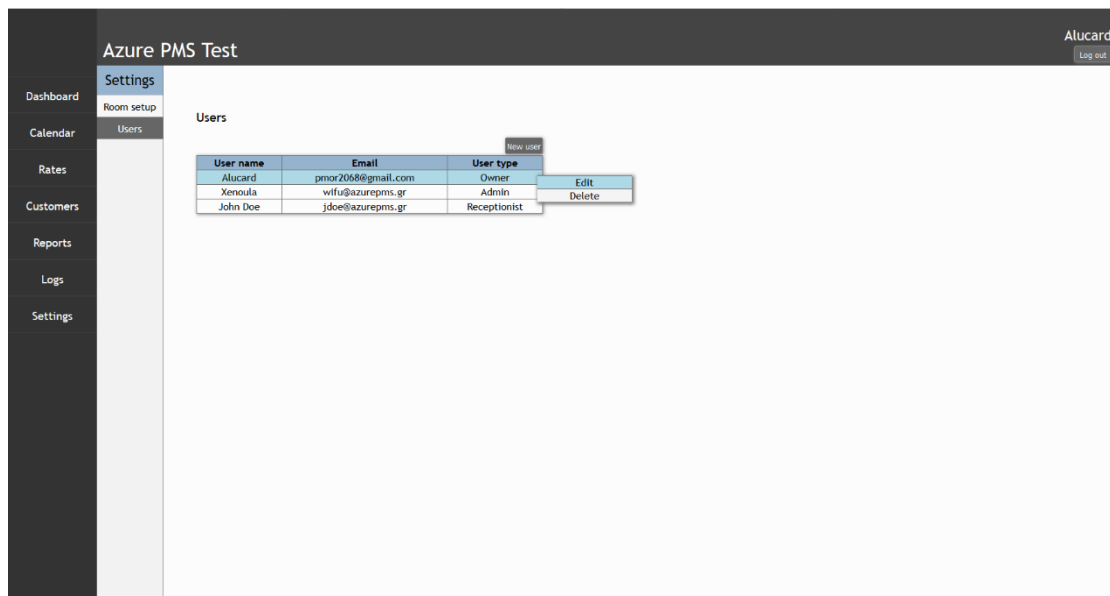 Alucard
Azure PMS Test
Log out
Settings
Dashboard
Room setup
Users
Calendar
Rates
Customers
Reports
Logs
Settings
Users
New user
User name Email User type
Alucard pmor2068@gmail.com Owner
Xenoula wifu@azurepms.gr Admin
John Doe jdoe@azurepms.gr Receptionist
Edit
Delete